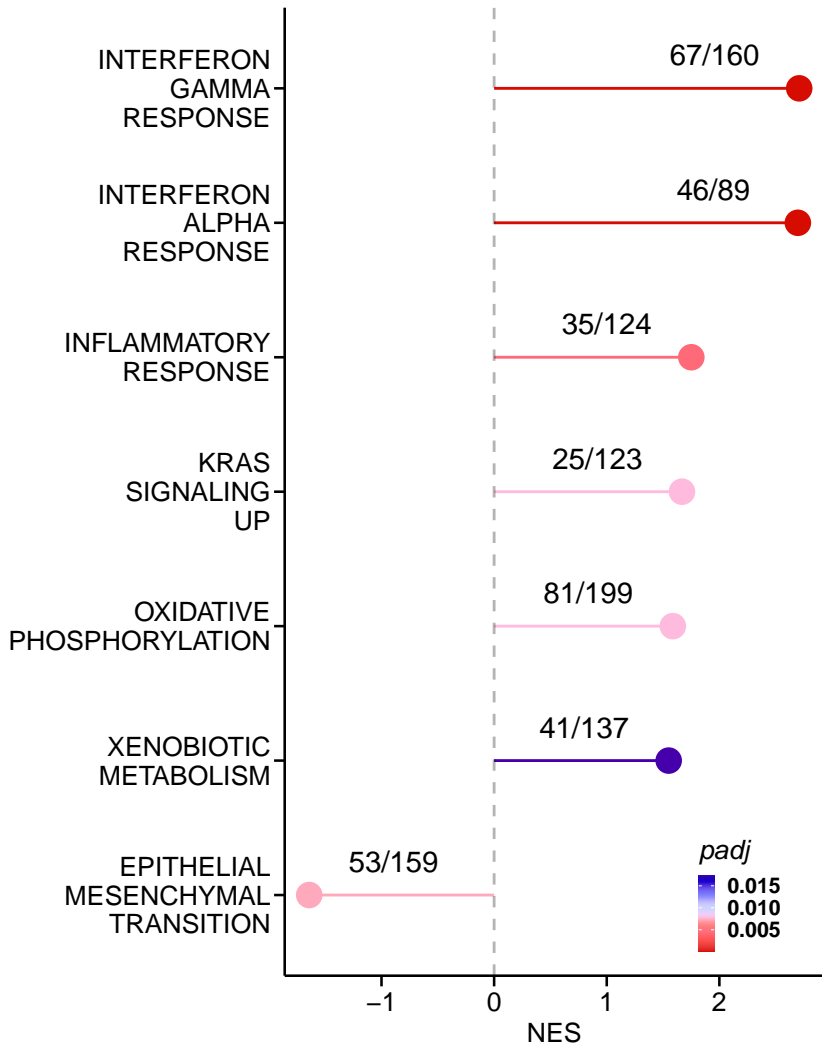 INTERFERON
GAMMA
RESPONSE
67/160
INTERFERON
ALPHA
RESPONSE
46/89
INFLAMMATORY
RESPONSE
35/124
KRAS
SIGNALING
UP
25/123
OXIDATIVE
PHOSPHORYLATION
81/199
XENOBIOTIC
METABOLISM
41/137
EPITHELIAL
MESENCHYMAL
TRANSITION
53/159
padj
0.015
0.010
0.005
−1 0 1 2
NES